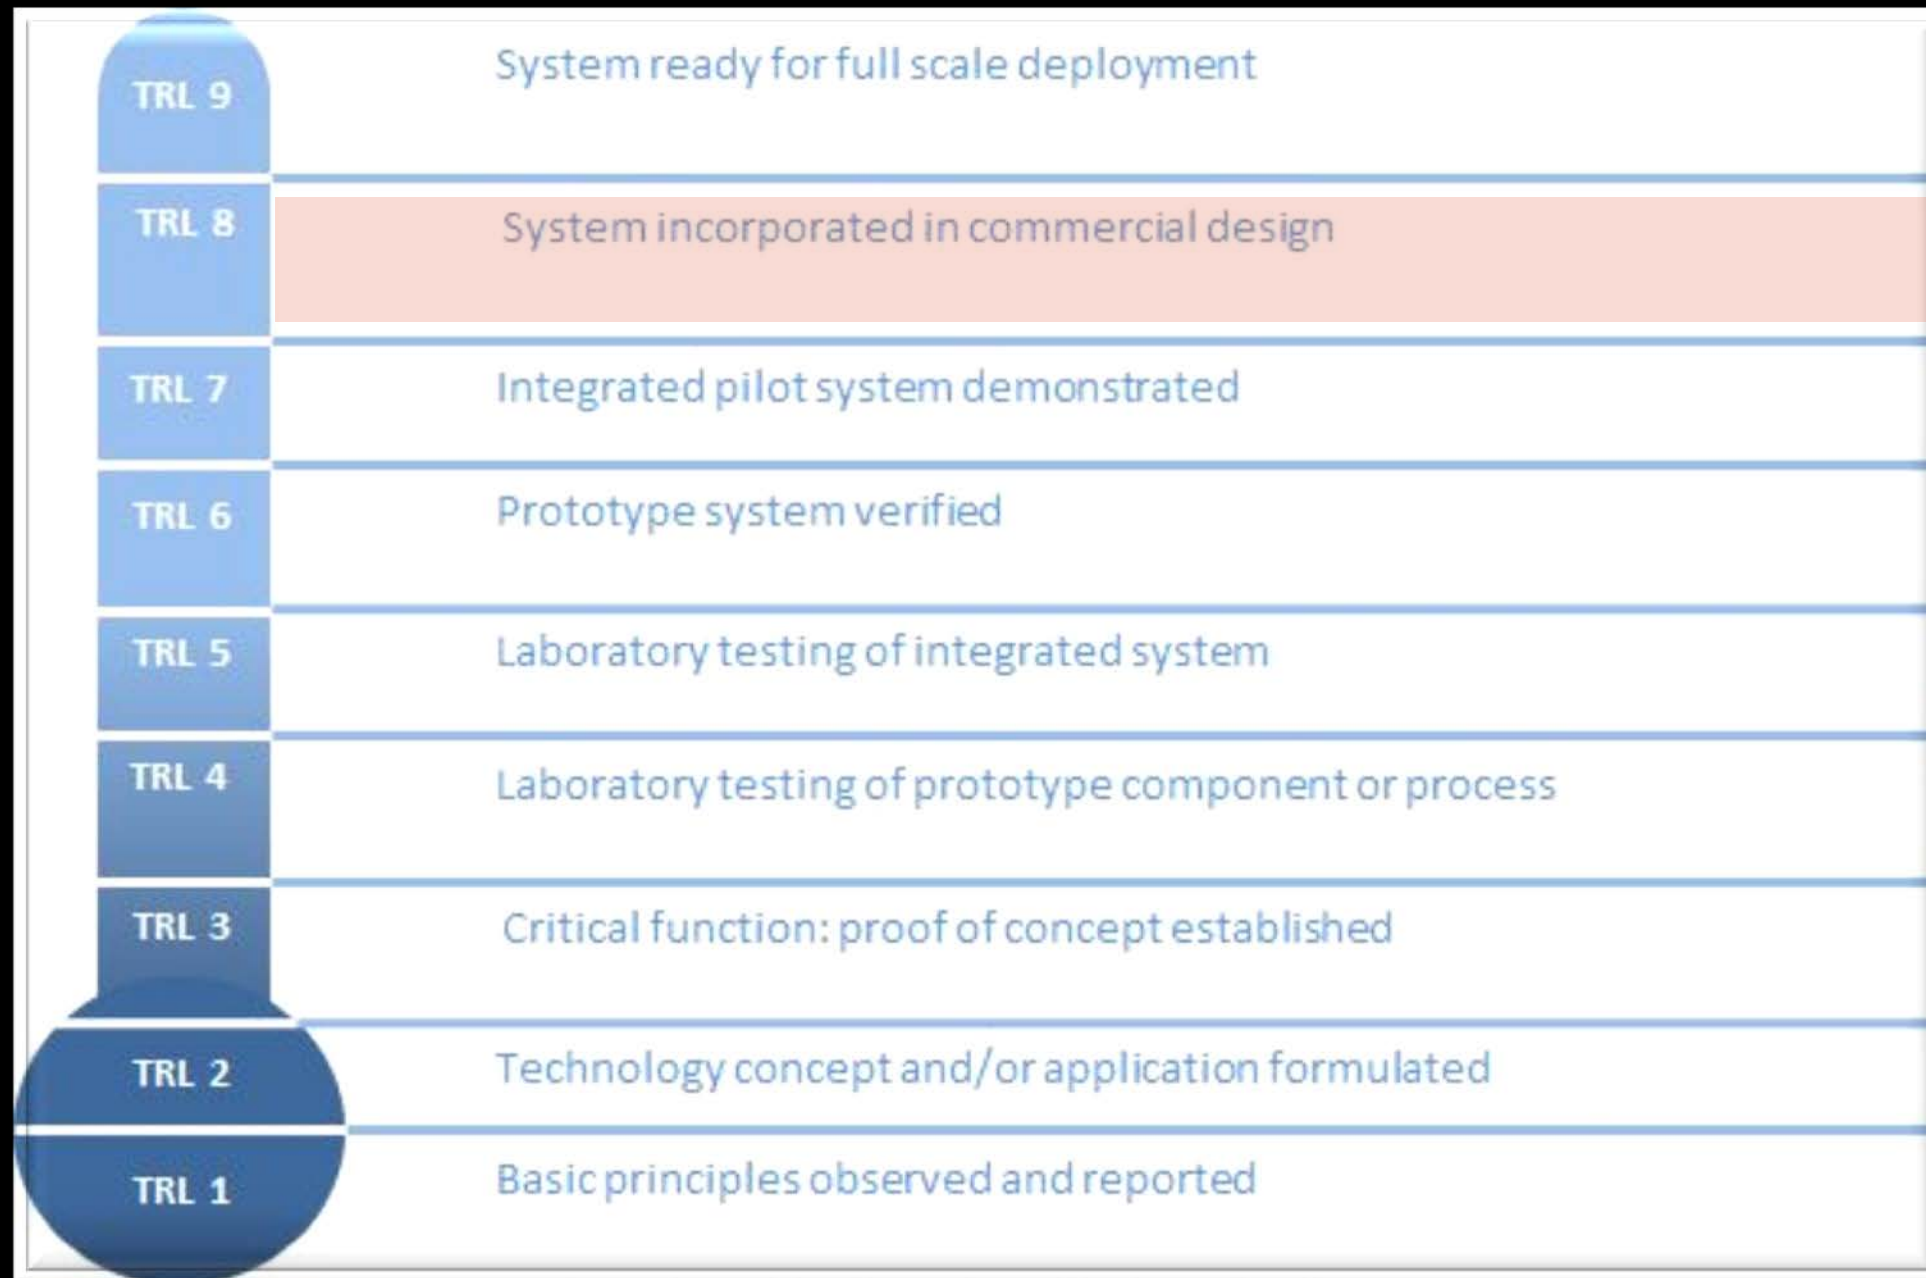 TRL 9 System ready for full scale deployment
TRL 8 System incorporated in commercial design
TRL 7 Integrated pilot system demonstrated
TRL 6 Prototype system verified
TRL 5 Laboratory testing of integrated system
TRL 4 Laboratory testing of prototype component or process
TRL 3 Critical function: proof of concept established
TRL 2 Technology concept and/or application formulated
TRL 1 Basic principles observed and reported